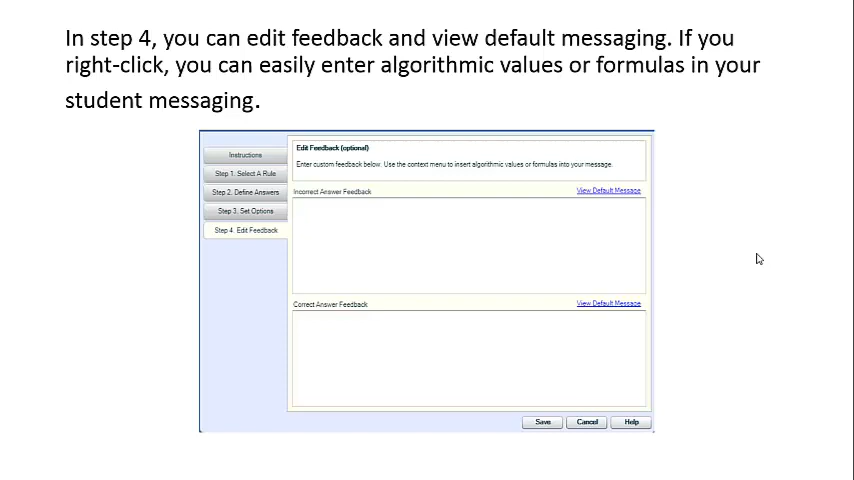 In step 4, you can edit feedback and view default messaging. If you
right-click, you can easily enter algorithmic values or formulas in your
student messaging.
Instructions
Step 1. Select A Rule
Step 2. Define Answers
Step 3. Set Options
Step 4. Edit Feedback
Edit Feedback (optional)
Enter custom feedback below. Use the context menu to insert algorithmic values or formulas into your message.
Incorrect Answer Feedback
View Default Message
Correct Answer Feedback
View Default Message
Save
Cancel
Help